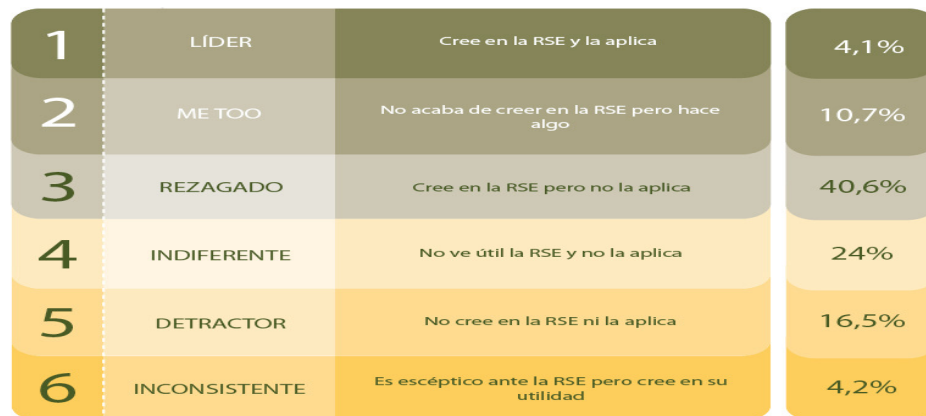 1 LÍDER Cree en la RSE y la aplica 4,1%
2 ME TOO No acaba de creer en la RSE pero hace
algo 10,7%
3 REZAGADO Cree en la RSE pero no la aplica 40,6%
4 INDIFERENTE No ve útil la RSE y no la aplica 24%
5 DETRACTOR No cree en la RSE ni la aplica 16,5%
6 INCONSISTENTE Es escéptico ante la RSE pero cree en su
utilidad 4,2%